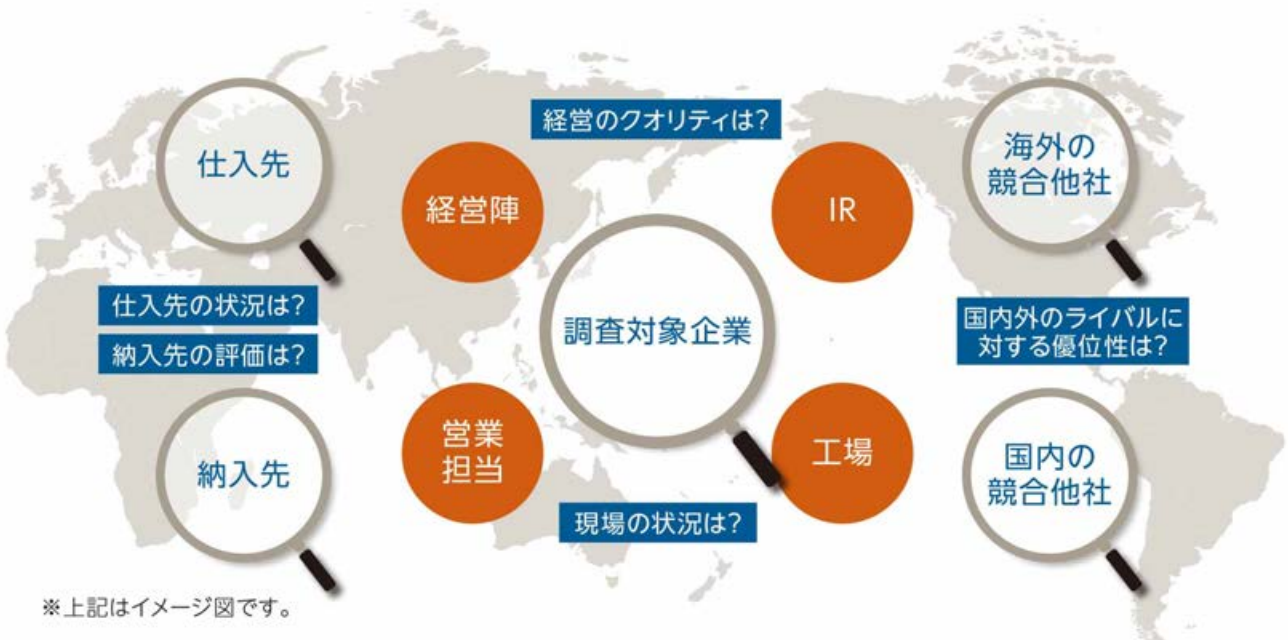 経営のクオリティは?
仕入先
海外の
競合他社
経営陣
IR
仕入先の状況は?
納入先の評価は?
調査対象企業
国内外のライバルに
対する優位性は?
営業
担当
工場
納入先
国内の
競合他社
現場の状況は?
※上記はイメージ図です。